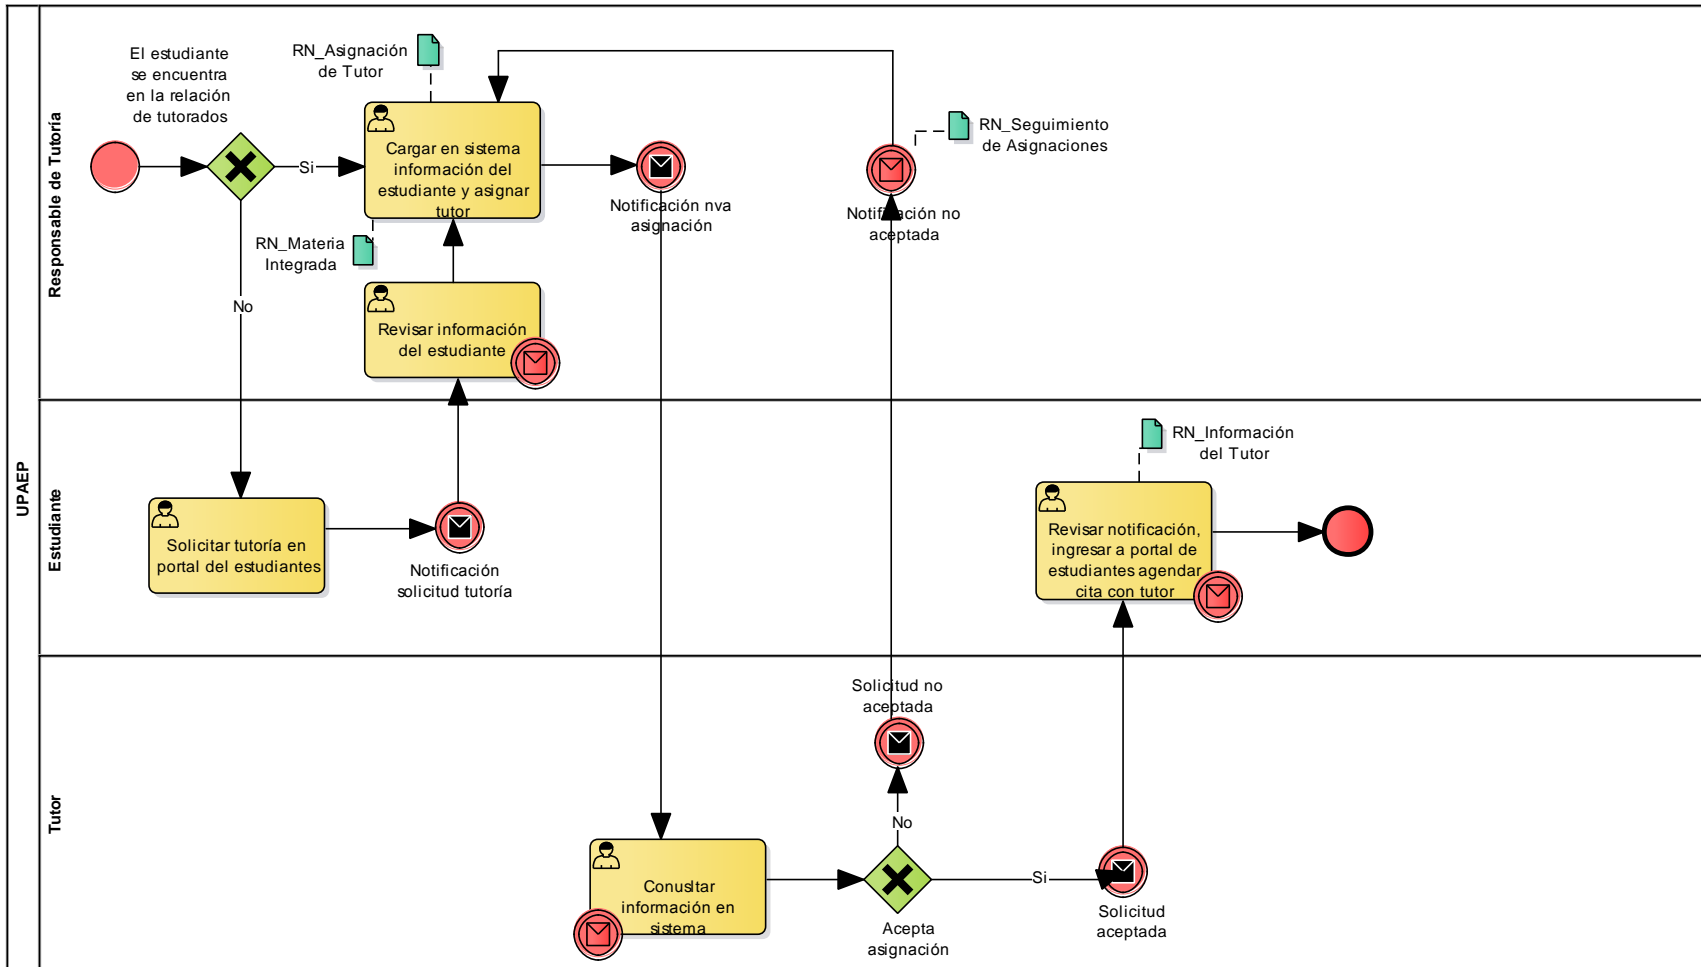 UPAEP
Responsable de Tutoría
El estudiante
se encuentra
en la relación
de tutorados
Si
No
RN_Asignación
de Tutor
Cargar en sistema
información del
estudiante y asignar
tutor
RN_Materia
Integrada
Revisar información
del estudiante
Notificación nva
asignación
Notificación no
aceptada
RN_Seguimiento
de Asignaciones
Estudiante
Solicitar tutoría en
portal del estudiantes
Notificación
solicitud tutoría
RN_Información
del Tutor
Revisar notificación,
ingresar a portal de
estudiantes agendar
cita con tutor
Tutor
Solicitud no
aceptada
No
Conusltar
información en
sistema
Acepta
asignación
Si
Solicitud
aceptada